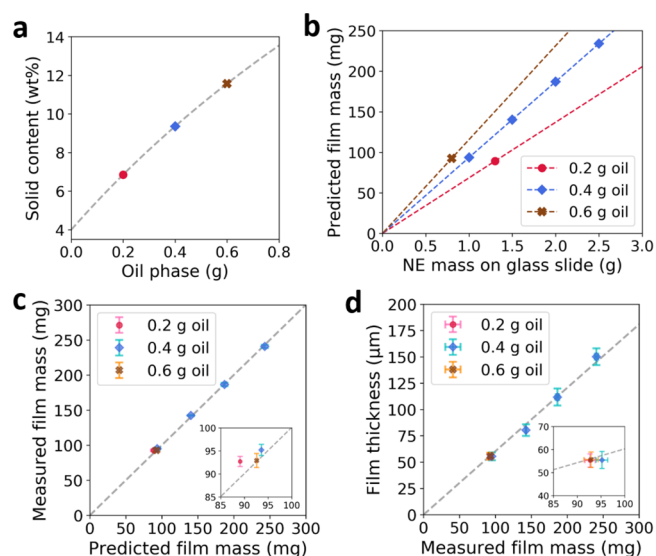 a
14
12
10
8
6
4
Solid content (wt%)
0.0 0.2 0.4 0.6 0.8
Oil phase (g)
b
250
200
150
100
50
0
Predicted film mass (mg)
0.2 g oil
0.4 g oil
0.6 g oil
0.0 0.5 1.0 1.5 2.0 2.5 3.0
NE mass on glass slide (g)
c
300
250
200
150
100
50
0
Measured film mass (mg)
0.2 g oil
0.4 g oil
0.6 g oil
100
95
90
85
85 90 95 100
0 50 100 150 200 250 300
Predicted film mass (mg)
d
200
175
150
125
100
75
50
25
0
Film thickness (μm)
0.2 g oil
0.4 g oil
0.6 g oil
70
60
50
40
85 90 95 100
0 50 100 150 200 250 300
Measured film mass (mg)